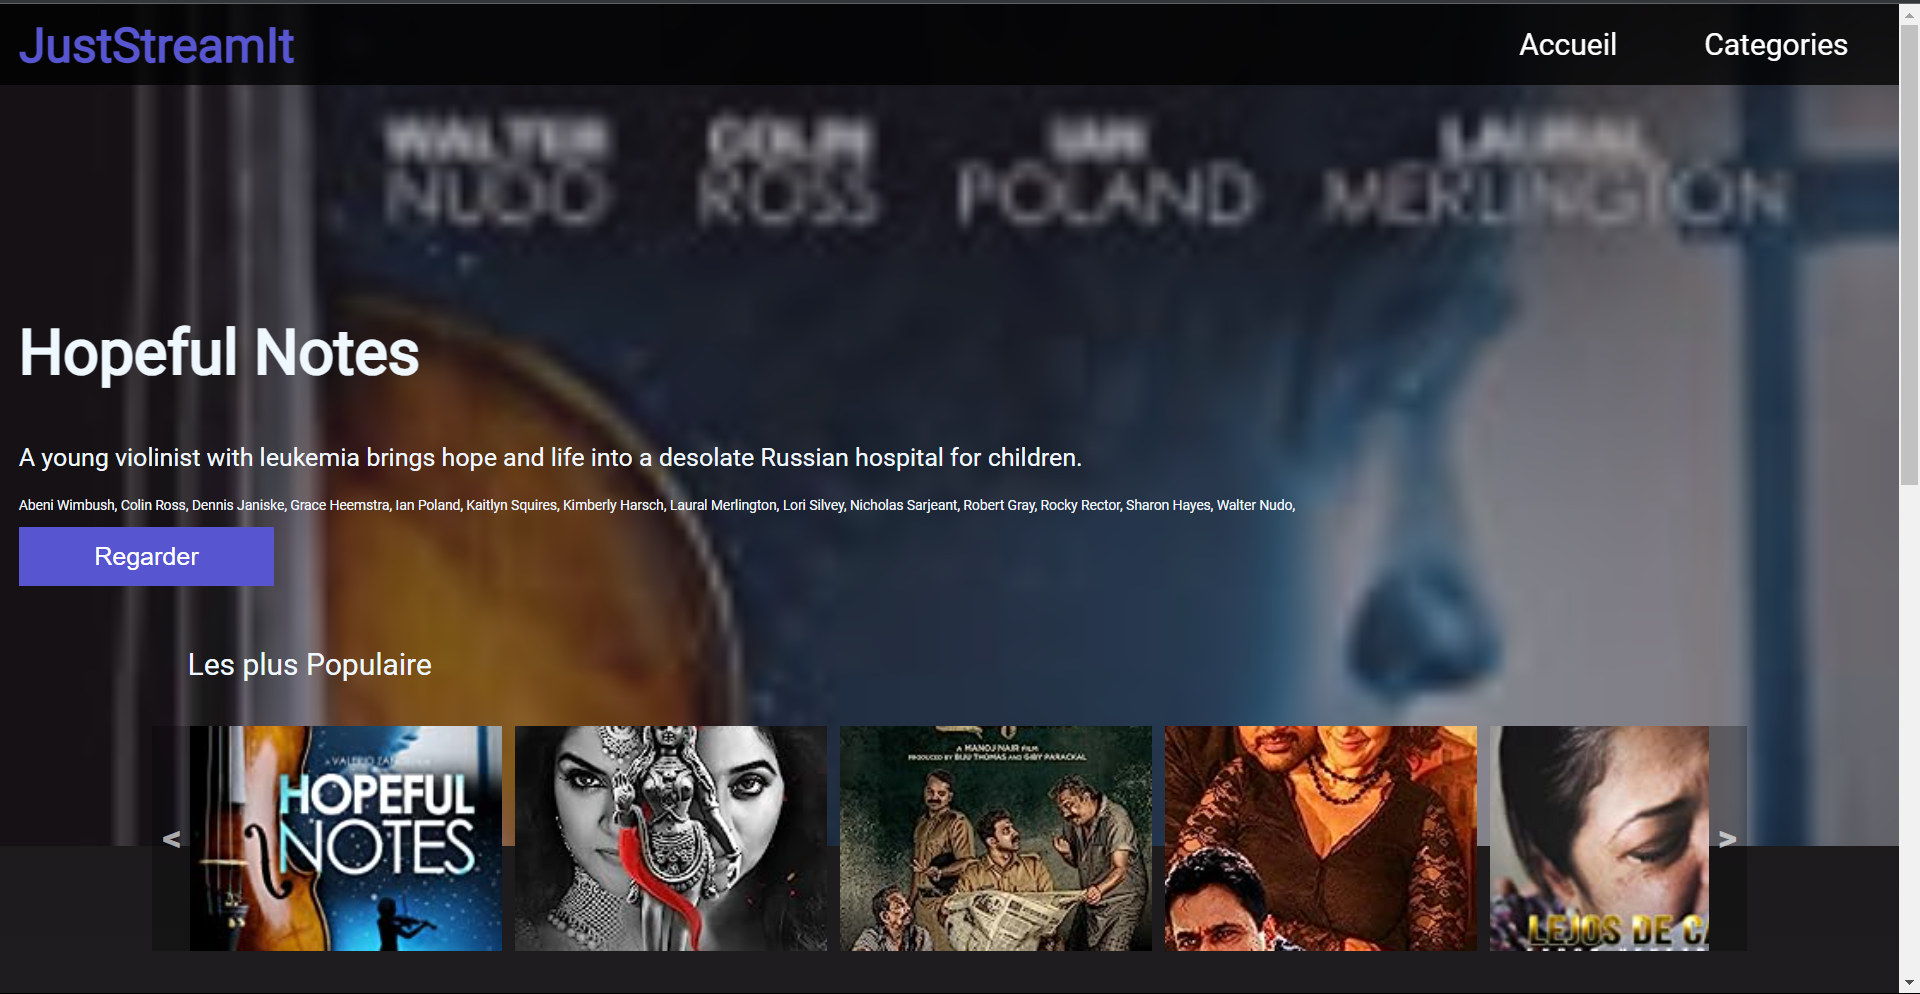 JustStreamIt
Accueil
Categories
WALTER COLIN IAN LAURAL
NUDO ROSS POLAND MERLINGTON
Hopeful Notes
A young violinist with leukemia brings hope and life into a desolate Russian hospital for children.
Abeni Wimbush, Colin Ross, Dennis Janiske, Grace Heemstra, Ian Poland, Kaitlyn Squires, Kimberly Harsch, Laural Merlington, Lori Silvey, Nicholas Sarjeant, Robert Gray, Rocky Rector, Sharon Hayes, Walter Nudo,
Regarder
Les plus Populaire
<
A VALERIO ZAN
HOPEFUL
NOTES
A MANOJ NAIR FILM
PRODUCED BY BIJU THOMAS AND GIBY PARACKAL
LEJOS DE CA
>